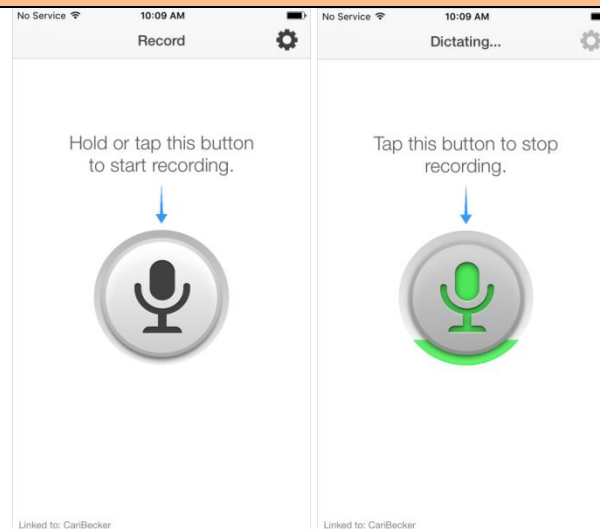 No Service 10:09 AM
Record
Hold or tap this button
to start recording.
Linked to: CariBecker
No Service 10:09 AM
Dictating...
Tap this button to stop
recording.
Linked to: CariBecker